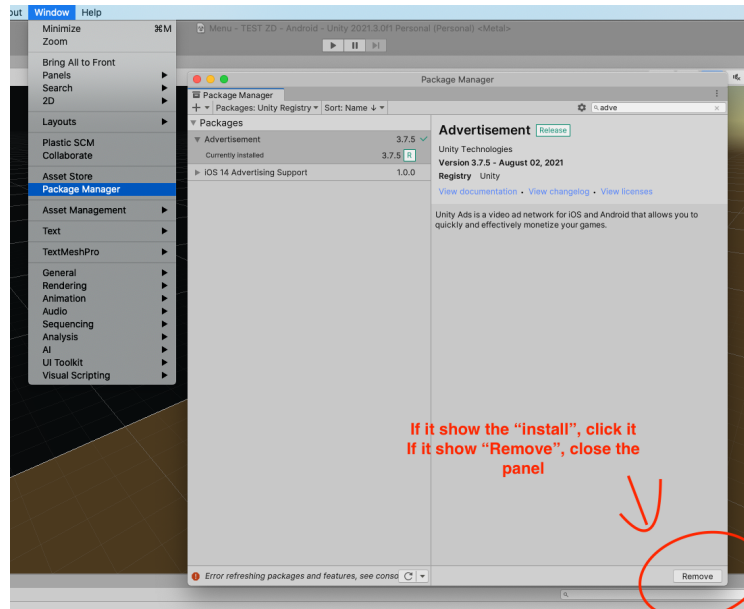 out Window Help
Minimize ⌘M
Zoom
Bring All to Front
Panels
Search
2D
Layouts
Plastic SCM
Collaborate
Asset Store
Package Manager
Asset Management
Text
TextMeshPro
General
Rendering
Animation
Audio
Sequencing
Analysis
AI
UI Toolkit
Visual Scripting
Menu - TEST ZD - Android - Unity 2021.3.0f1 Personal (Personal) <Metal>
Package Manager
Package Manager
+ Packages: Unity Registry Sort: Name ↓ adve ×
Packages
Advertisement 3.7.5
Currently installed 3.7.5 R
iOS 14 Advertising Support 1.0.0
Advertisement Release
Unity Technologies
Version 3.7.5 - August 02, 2021
Registry Unity
View documentation • View changelog • View licenses
Unity Ads is a video ad network for iOS and Android that allows you to
quickly and effectively monetize your games.
If it show the “install”, click it
If it show “Remove”, close the
panel
Error refreshing packages and features, see conso
Remove